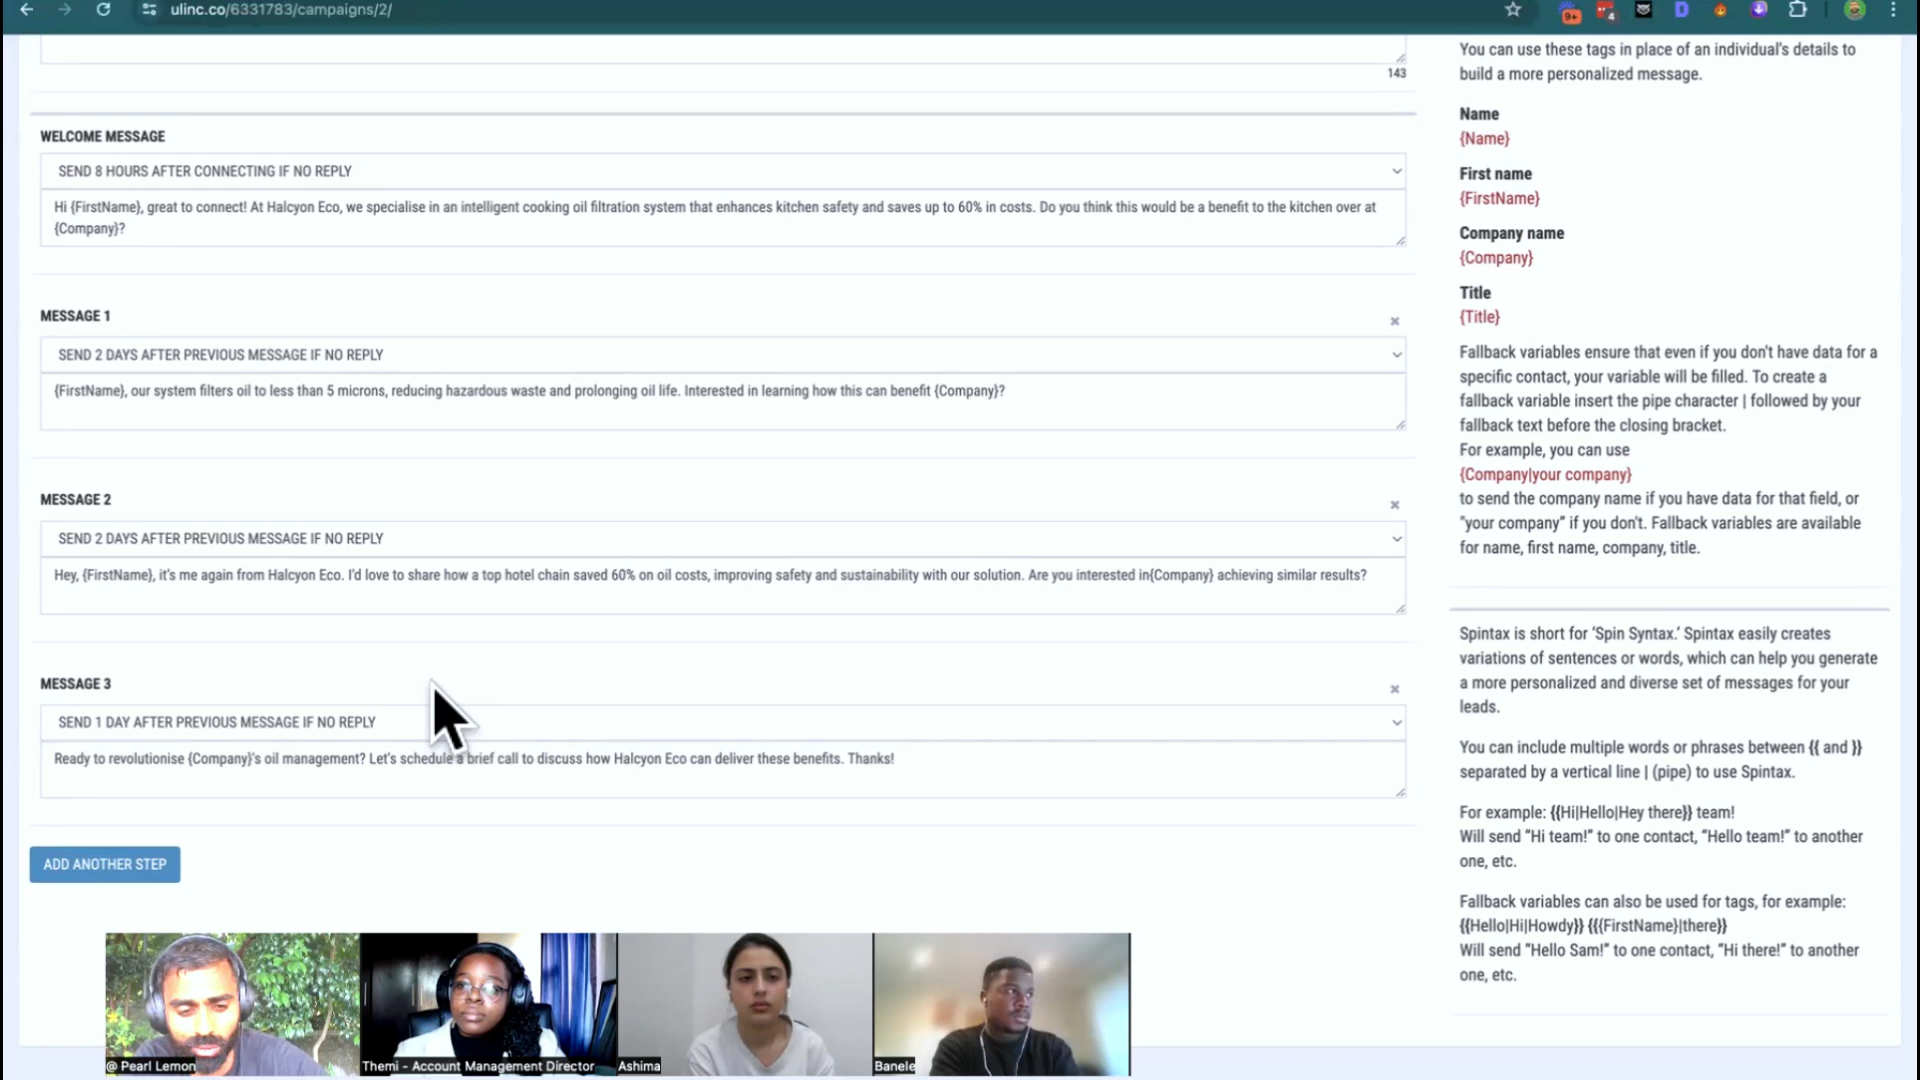 ulinc.co/6331783/campaigns/2/
9+
4
143
WELCOME MESSAGE
SEND 8 HOURS AFTER CONNECTING IF NO REPLY
Hi {FirstName}, great to connect! At Halcyon Eco, we specialise in an intelligent cooking oil filtration system that enhances kitchen safety and saves up to 60% in costs. Do you think this would be a benefit to the kitchen over at
{Company}?
MESSAGE 1
SEND 2 DAYS AFTER PREVIOUS MESSAGE IF NO REPLY
{FirstName}, our system filters oil to less than 5 microns, reducing hazardous waste and prolonging oil life. Interested in learning how this can benefit {Company}?
MESSAGE 2
SEND 2 DAYS AFTER PREVIOUS MESSAGE IF NO REPLY
Hey, {FirstName}, it's me again from Halcyon Eco. I'd love to share how a top hotel chain saved 60% on oil costs, improving safety and sustainability with our solution. Are you interested in{Company} achieving similar results?
MESSAGE 3
SEND 1 DAY AFTER PREVIOUS MESSAGE IF NO REPLY
Ready to revolutionise {Company}'s oil management? Let's schedule a brief call to discuss how Halcyon Eco can deliver these benefits. Thanks!
ADD ANOTHER STEP
You can use these tags in place of an individual's details to
build a more personalized message.
Name
{Name}
First name
{FirstName}
Company name
{Company}
Title
{Title}
Fallback variables ensure that even if you don't have data for a
specific contact, your variable will be filled. To create a
fallback variable insert the pipe character | followed by your
fallback text before the closing bracket.
For example, you can use
{Company|your company}
to send the company name if you have data for that field, or
"your company" if you don't. Fallback variables are available
for name, first name, company, title.
Spintax is short for 'Spin Syntax.' Spintax easily creates
variations of sentences or words, which can help you generate
a more personalized and diverse set of messages for your
leads.
You can include multiple words or phrases between {{ and }}
separated by a vertical line | (pipe) to use Spintax.
For example: {{Hi|Hello|Hey there}} team!
Will send "Hi team!" to one contact, "Hello team!" to another
one, etc.
Fallback variables can also be used for tags, for example:
{{Hello|Hi|Howdy}} {{{FirstName}|there}}
Will send "Hello Sam!" to one contact, "Hi there!" to another
one, etc.
@ Pearl Lemon
Themi - Account Management Director
Ashima
Banele